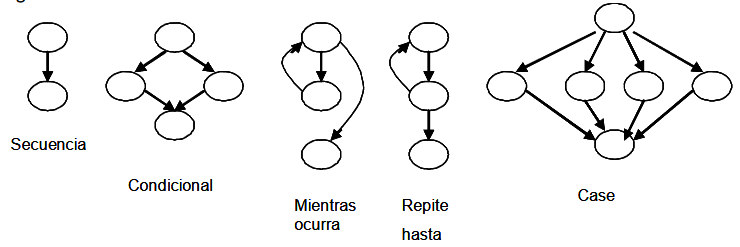 Secuencia
Condicional
Mientras
ocurra
Repite
hasta
Case